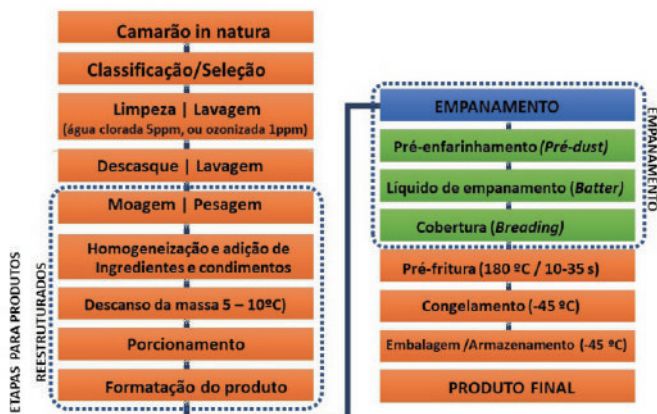 Camarão in natura
Classificação/Seleção
Limpeza | Lavagem
(água clorada 5ppm, ou ozonizada 1ppm)
Descasque | Lavagem
Moagem | Pesagem
Homogeneização e adição de
Ingredientes e condimentos
Descanso da massa 5 – 10ºC)
Porcionamento
Formatação do produto
ETAPAS PARA PRODUTOS
REESTRUTURADOS
EMPANAMENTO
Pré-enfarinhamento (Pré-dust)
Líquido de empanamento (Batter)
Cobertura (Breading)
EMPANAMENTO
Pré-fritura (180 ºC / 10-35 s)
Congelamento (-45 ºC)
Embalagem /Armazenamento (-45 ºC)
PRODUTO FINAL